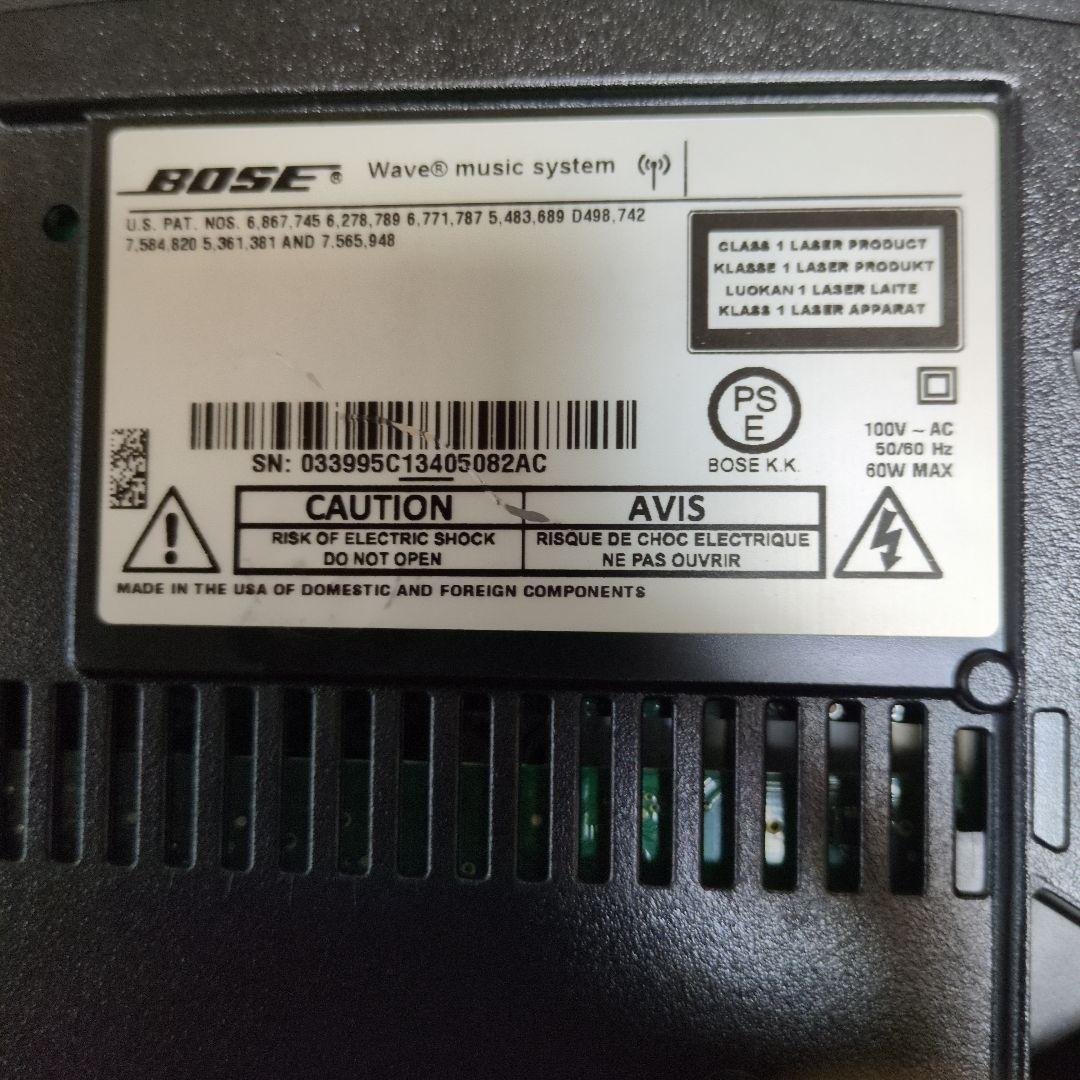 BOSE® Wave® music system
U.S. PAT. NOS. 6,867,745 6,278,789 6,771,787 5,483,689 D498,742
7,584,820 5,361,381 AND 7,565,948
CLASS 1 LASER PRODUCT
KLASSE 1 LASER PRODUKT
LUOKAN 1 LASER LAITE
KLASS 1 LASER APPARAT
PS
E
BOSE K.K.
100V ~ AC
50/60 Hz
60W MAX
SN: 033995C13405082AC
CAUTION
RISK OF ELECTRIC SHOCK
DO NOT OPEN
AVIS
RISQUE DE CHOC ELECTRIQUE
NE PAS OUVRIR
MADE IN THE USA OF DOMESTIC AND FOREIGN COMPONENTS